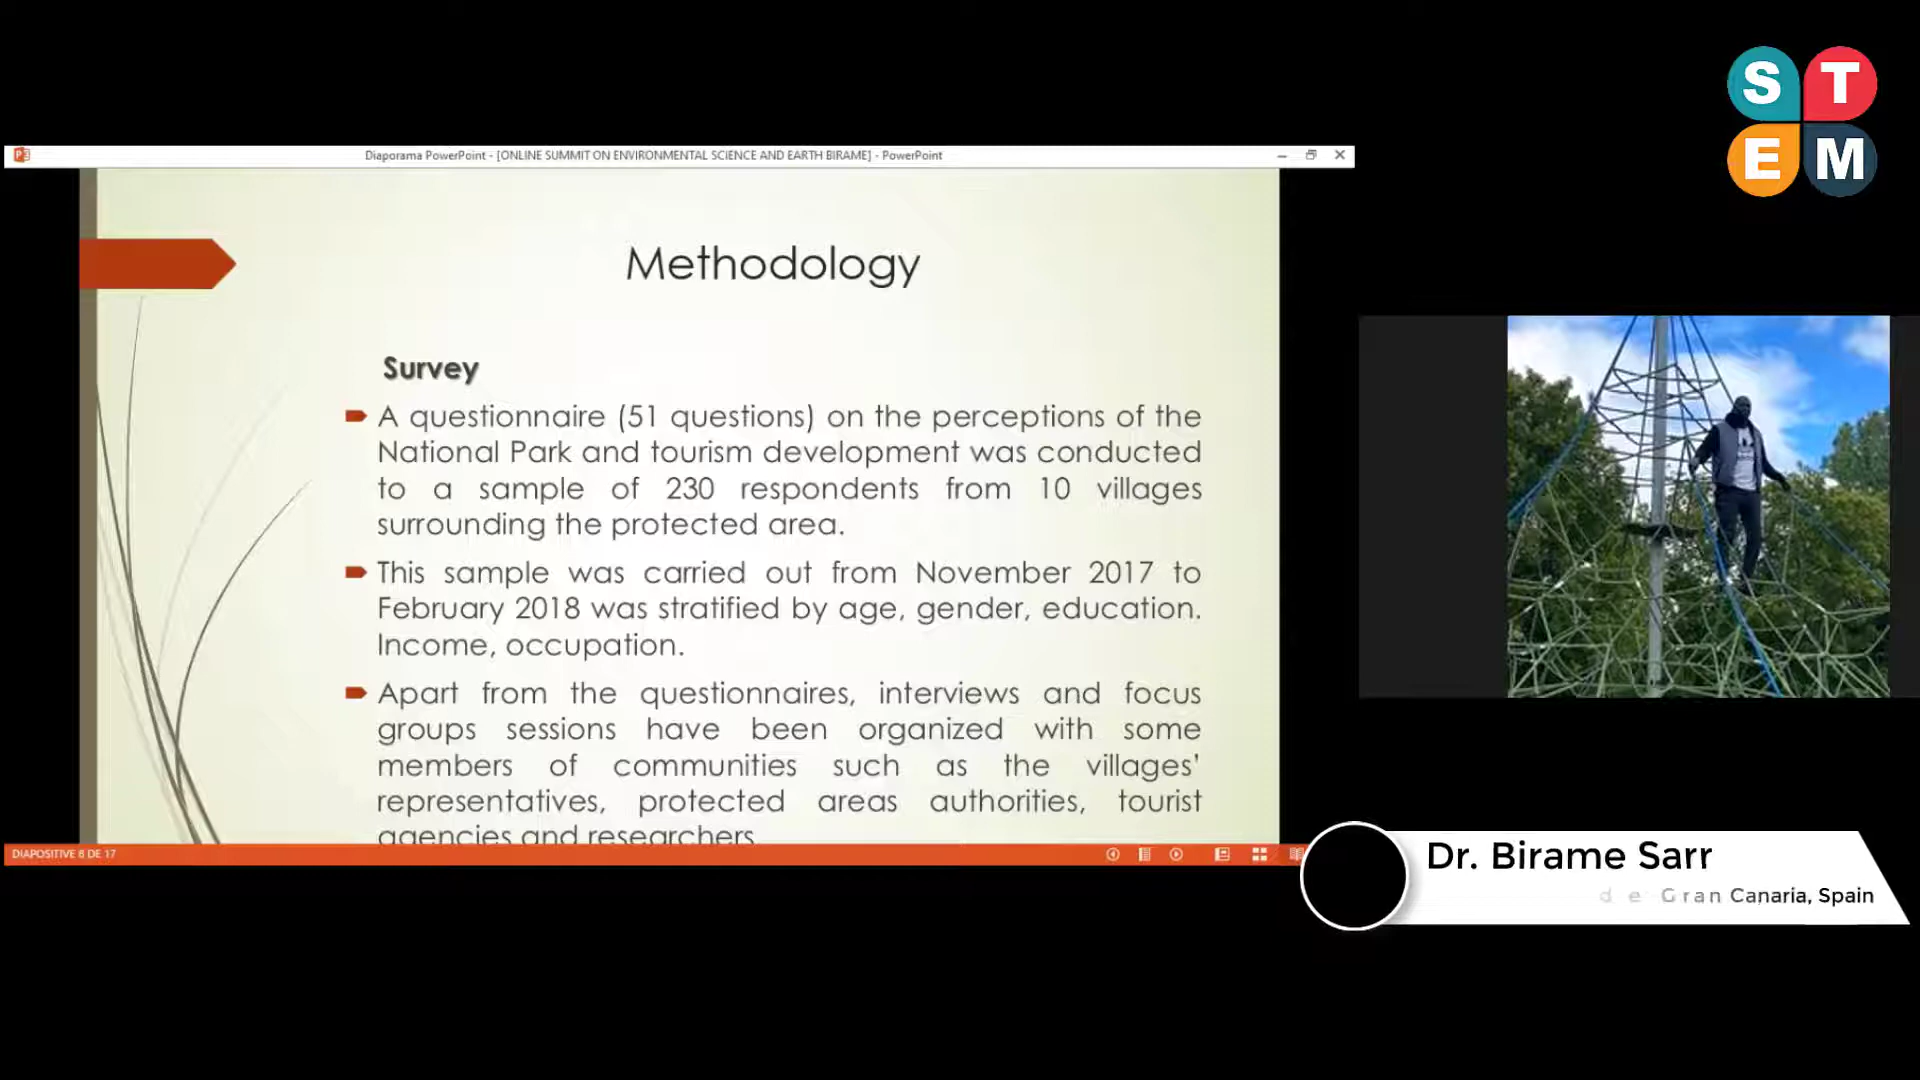 S T
E M
Diaporama PowerPoint - [ONLINE SUMMIT ON ENVIRONMENTAL SCIENCE AND EARTH BIRAME] - PowerPoint
Methodology
Survey
A questionnaire (51 questions) on the perceptions of the
National Park and tourism development was conducted
to a sample of 230 respondents from 10 villages
surrounding the protected area.
This sample was carried out from November 2017 to
February 2018 was stratified by age, gender, education.
Income, occupation.
Apart from the questionnaires, interviews and focus
groups sessions have been organized with some
members of communities such as the villages'
representatives, protected areas authorities, tourist
agencies and researchers
DIAPOSITIVE 6 DE 17
Dr. Birame Sarr
de Gran Canaria, Spain